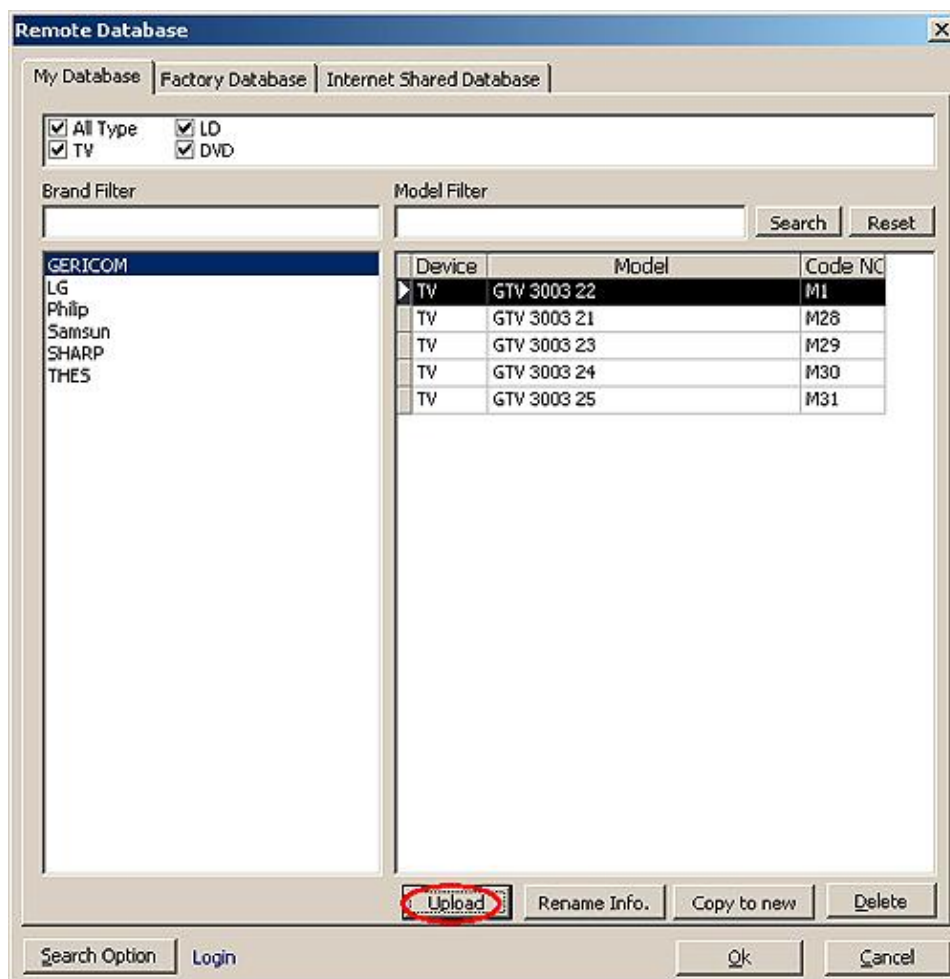 Remote Database
My Database Factory Database Internet Shared Database
All Type LD
TV DVD
Brand Filter Model Filter
Search Reset
GERICOM
LG
Philip
Samsun
SHARP
THES
Device Model Code NO
TV GTV 3003 22 M1
TV GTV 3003 21 M28
TV GTV 3003 23 M29
TV GTV 3003 24 M30
TV GTV 3003 25 M31
Upload Rename Info. Copy to new Delete
Search Option Login Ok Cancel